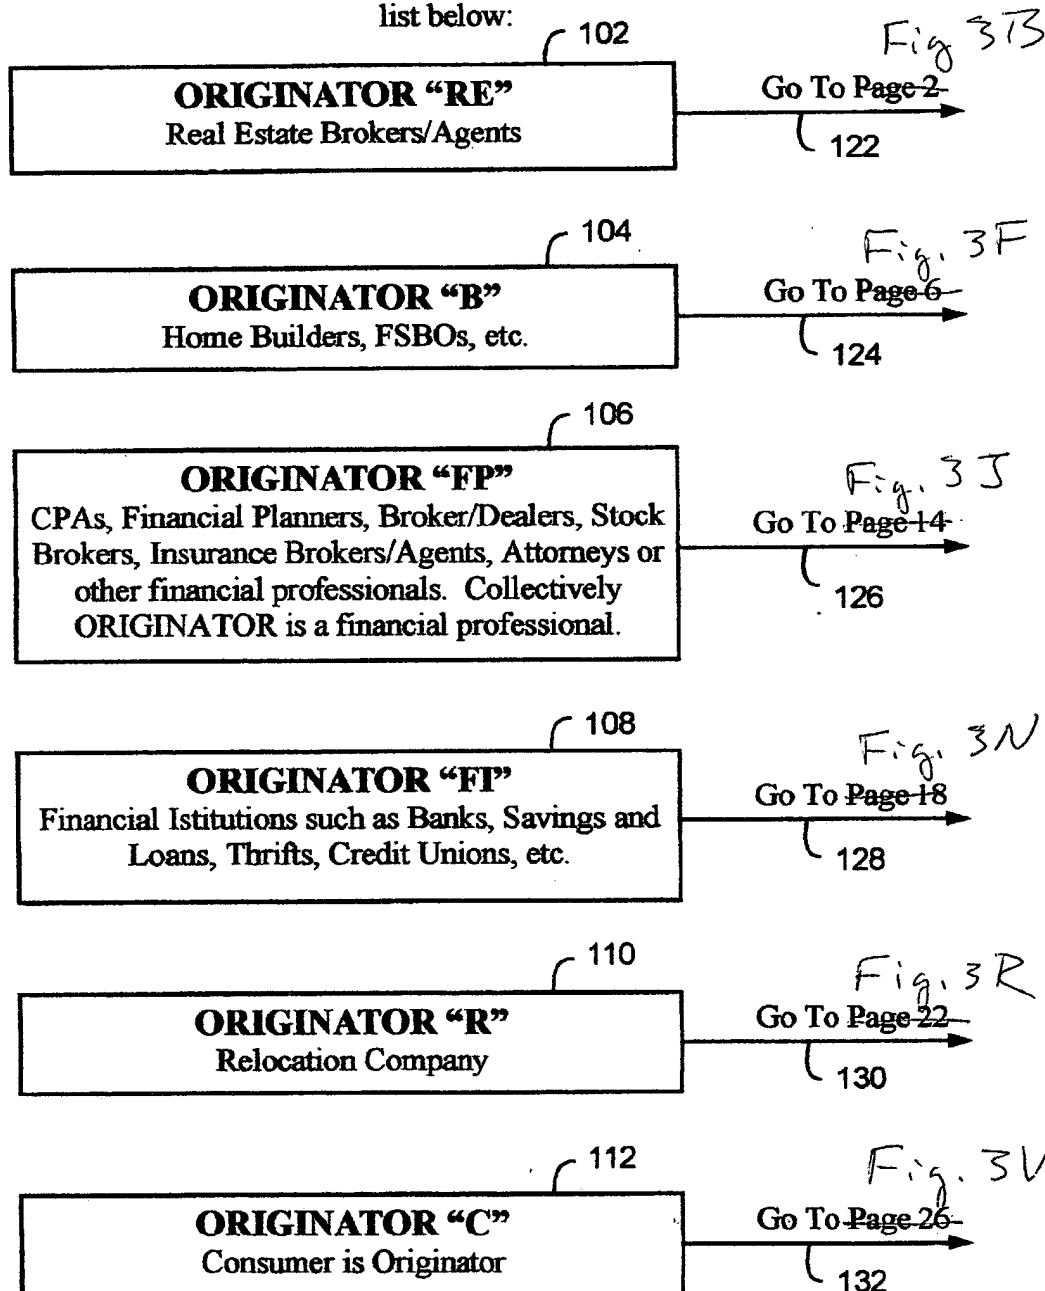 list below:
102
Fig 3B
ORIGINATOR “RE”
Real Estate Brokers/Agents
Go To Page 2
122
104
Fig. 3F
ORIGINATOR “B”
Home Builders, FSBOs, etc.
Go To Page 6
124
106
Fig. 3J
ORIGINATOR “FP”
CPAs, Financial Planners, Broker/Dealers, Stock
Brokers, Insurance Brokers/Agents, Attorneys or
other financial professionals. Collectively
ORIGINATOR is a financial professional.
Go To Page 14
126
108
Fig. 3N
ORIGINATOR “FI”
Financial Istitutions such as Banks, Savings and
Loans, Thrifts, Credit Unions, etc.
Go To Page 18
128
110
Fig. 3R
ORIGINATOR “R”
Relocation Company
Go To Page 22
130
112
Fig. 3V
ORIGINATOR “C”
Consumer is Originator
Go To Page 26
132